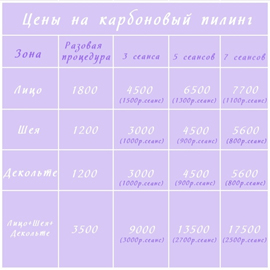 Цены на карбоновый пилинг
Зона
Разовая
процедура
3 сеанса
5 сеансов
7 сеансов
Лицо
1800
4500
(1500р.сеанс)
6500
(1300р.сеанс)
7700
(1100р.сеанс)
Шея
1200
3000
(1000р.сеанс)
4500
(900р.сеанс)
5600
(800р.сеанс)
Декольте
1200
3000
(1000р.сеанс)
4500
(900р.сеанс)
5600
(800р.сеанс)
Лицо+Шея+
Декольте
3500
9000
(3000р.сеанс)
13500
(2700р.сеанс)
17500
(2500р.сеанс)